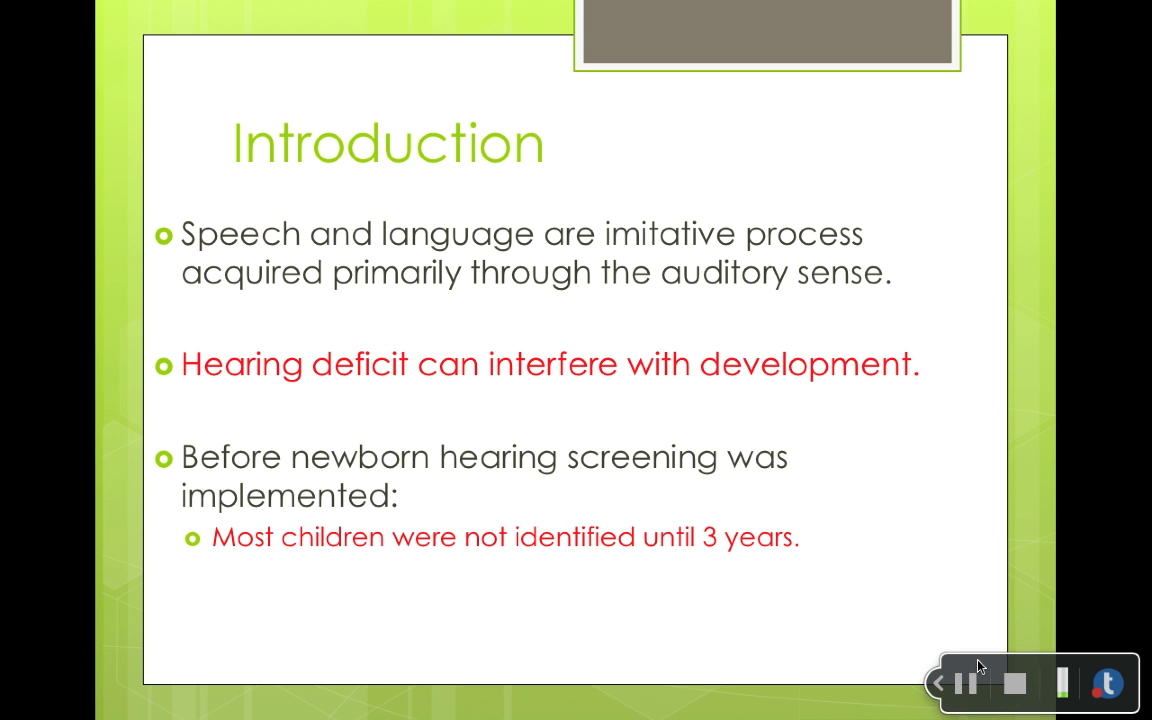 Introduction
Speech and language are imitative process
acquired primarily through the auditory sense.
Hearing deficit can interfere with development.
Before newborn hearing screening was
implemented:
Most children were not identified until 3 years.
t